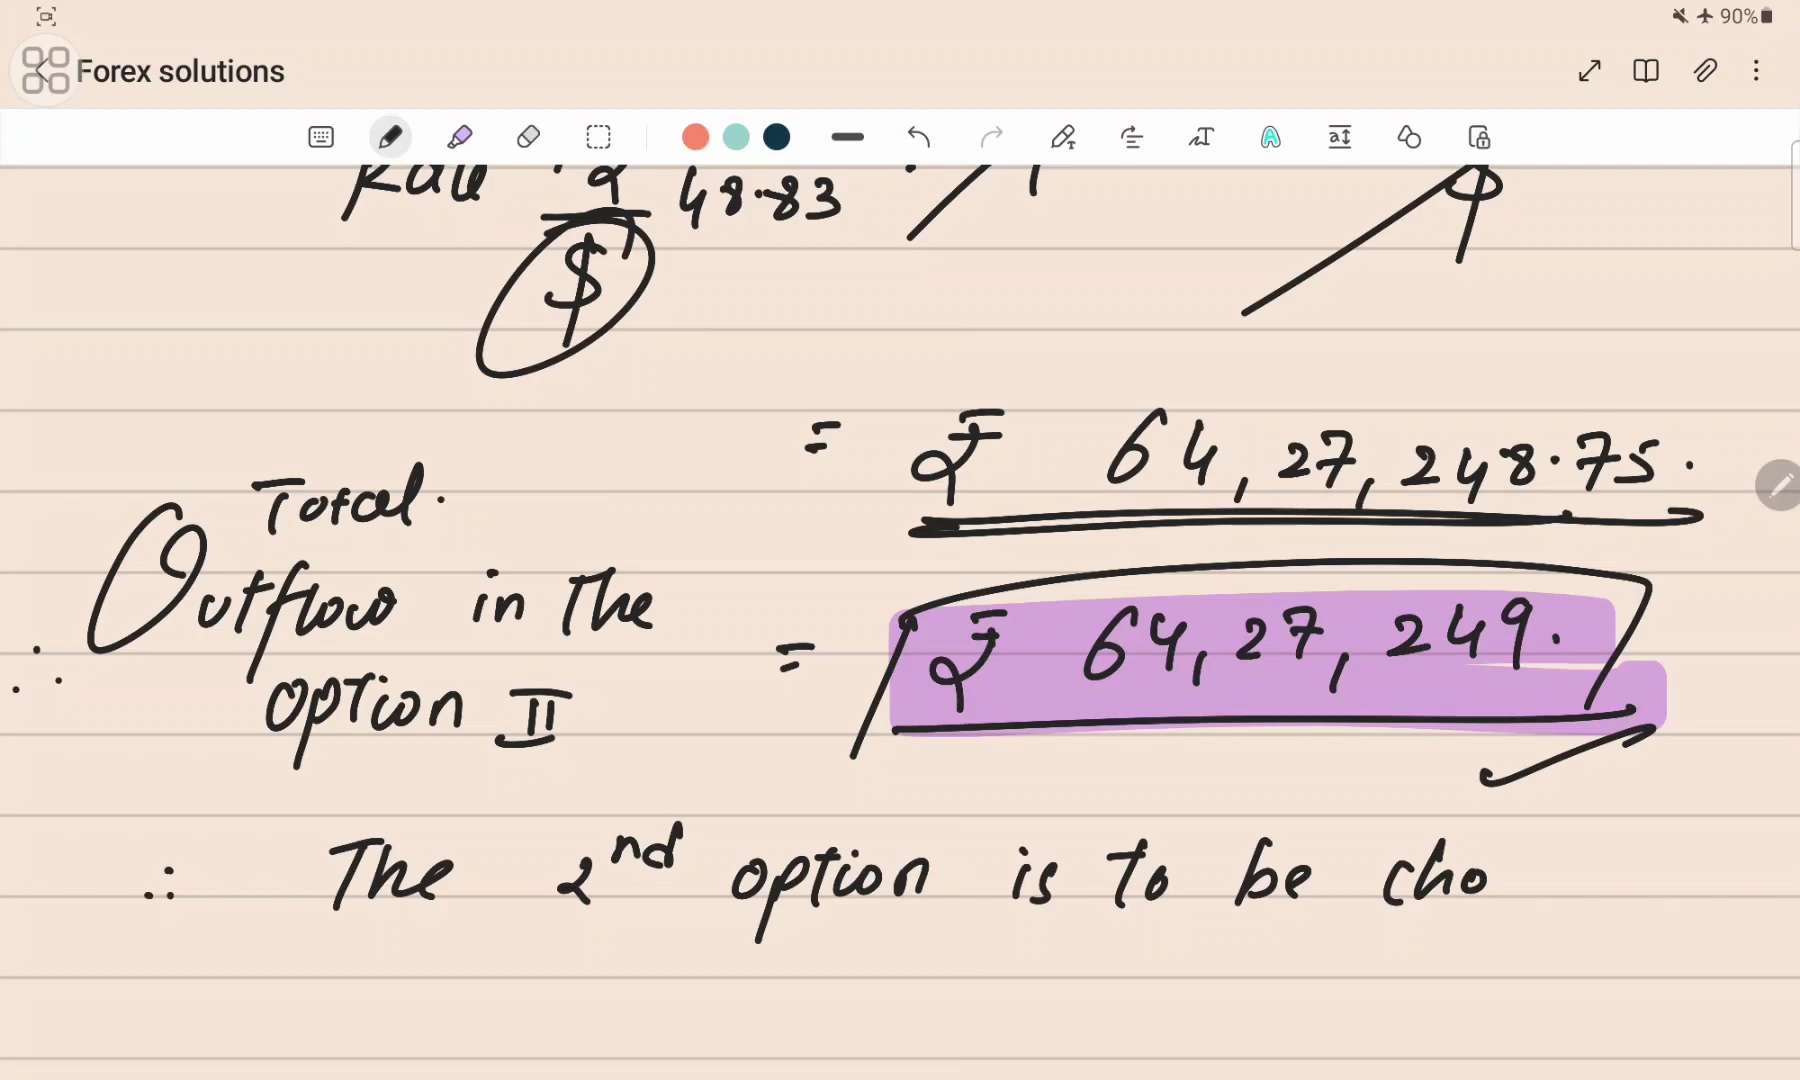 90%
Forex solutions
Rate : ₹ 48.83
$
= ₹ 64,27,248.75.
Total.
∴ Outflow in the = ₹ 64,27,249.
option II
∴ The 2nd option is to be cho